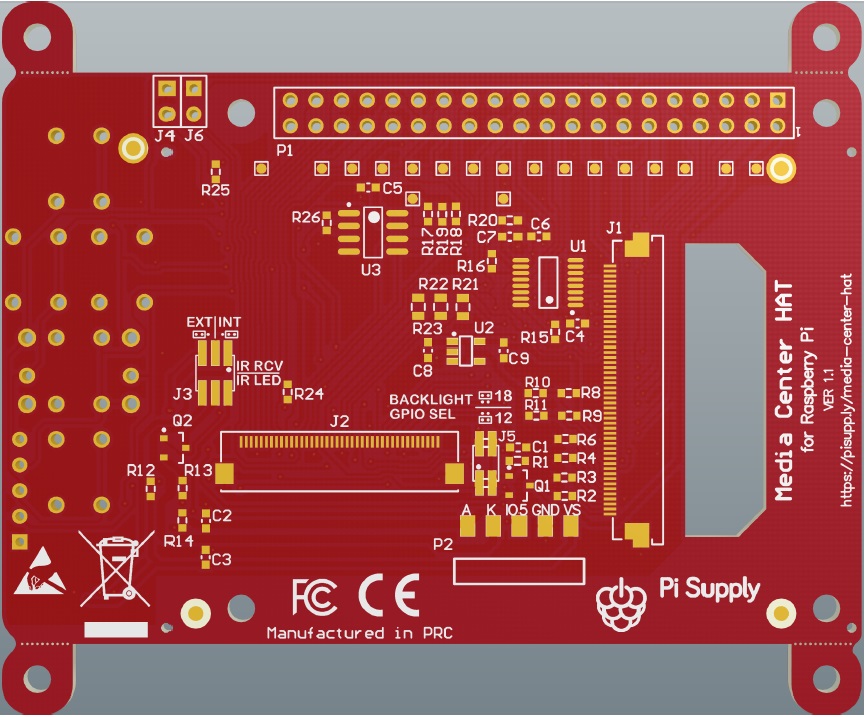 J4 J6
P1
1
R25
C5
R26
R17
R19
R18
R20
C7
C6
U3
R16
U1
J1
R22 R21
R23
U2
R15
C4
C8
C9
EXT|INT
IR RCV
IR LED
J3
R24
BACKLIGHT
GPIO SEL
18
12
R10
R11
R8
R9
Q2
J2
J5
C1
R1
R6
R4
R12
R13
Q1
R3
R2
A K IO5 GND VS
R14
C2
C3
P2
FC CE
Manufactured in PRC
Pi Supply
Media Center HAT
for Raspberry Pi
VER 1.1
https://pisupply/media-center-hat